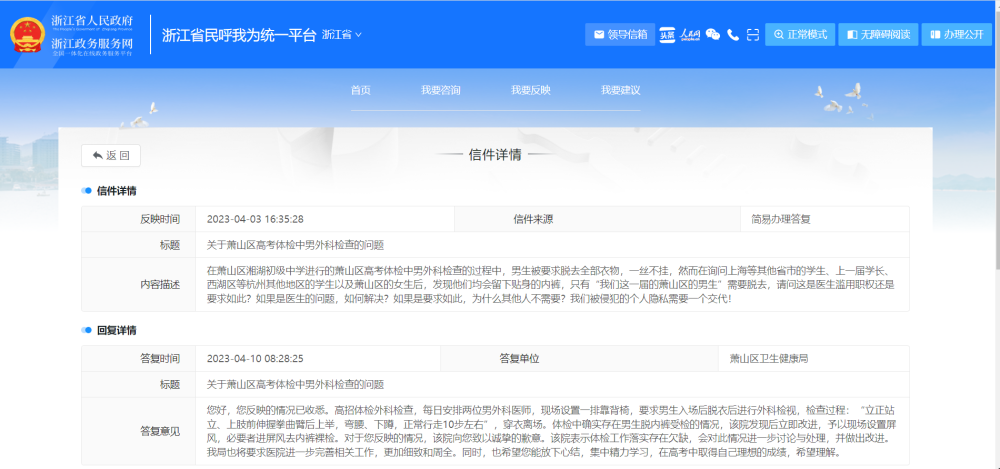 浙江省人民政府
浙江政务服务网
全国一体化在线政务服务平台
浙江省民呼我为统一平台 浙江省
领导信箱
头条
人民网
正常模式
无障碍阅读
办理公开
首页 我要咨询 我要反映 我要建议
返 回
信件详情
信件详情
反映时间 2023-04-03 16:35:28 信件来源 简易办理答复
标题 关于萧山区高考体检中男外科检查的问题
内容描述
在萧山区湘湖初级中学进行的萧山区高考体检中男外科检查的过程中，男生被要求脱去全部衣物，一丝不挂，然而在询问上海等其他省市的学生、上一届学长、
西湖区等杭州其他地区的学生以及萧山区的女生后，发现他们均会留下贴身的内裤，只有“我们这一届的萧山区的男生”需要脱去，请问这是医生滥用职权还是
要求如此？如果是医生的问题，如何解决？如果是要求如此，为什么其他人不需要？我们被侵犯的个人隐私需要一个交代！
回复详情
答复时间 2023-04-10 08:28:25 答复单位 萧山区卫生健康局
标题 关于萧山区高考体检中男外科检查的问题
答复意见
您好，您反映的情况已收悉。高招体检外科检查，每日安排两位男外科医师，现场设置一排靠背椅，要求男生入场后脱衣后进行外科检视，检查过程：“立正站
立、上肢前伸握拳曲臂后上举，弯腰、下蹲，正常行走10步左右”，穿衣离场。体检中确实存在男生脱内裤受检的情况，该院发现后立即改进，予以现场设置屏
风，必要者进屏风去内裤裸检。对于您反映的情况，该院向您致以诚挚的歉意。该院表示体检工作落实存在欠缺，会对此情况进一步讨论与处理，并做出改进。
我局也将要求医院进一步完善相关工作，更加细致和周全。同时，也希望您能放下心结，集中精力学习，在高考中取得自己理想的成绩，希望理解。